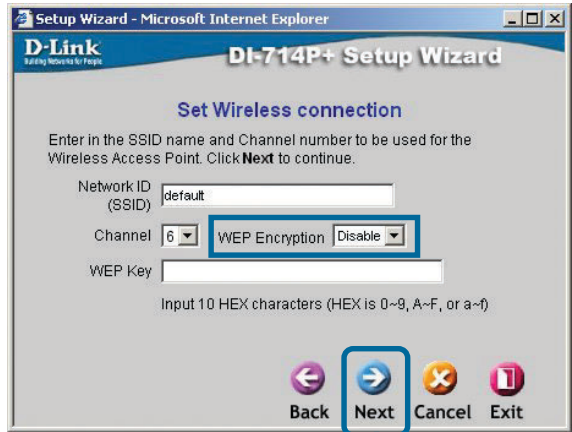 Setup Wizard - Microsoft Internet Explorer
D-Link
Building Networks for People
DI-714P+ Setup Wizard
Set Wireless connection
Enter in the SSID name and Channel number to be used for the
Wireless Access Point. Click Next to continue.
Network ID
(SSID)
default
Channel 6 WEP Encryption Disable
WEP Key
Input 10 HEX characters (HEX is 0~9, A~F, or a~f)
Back Next Cancel Exit